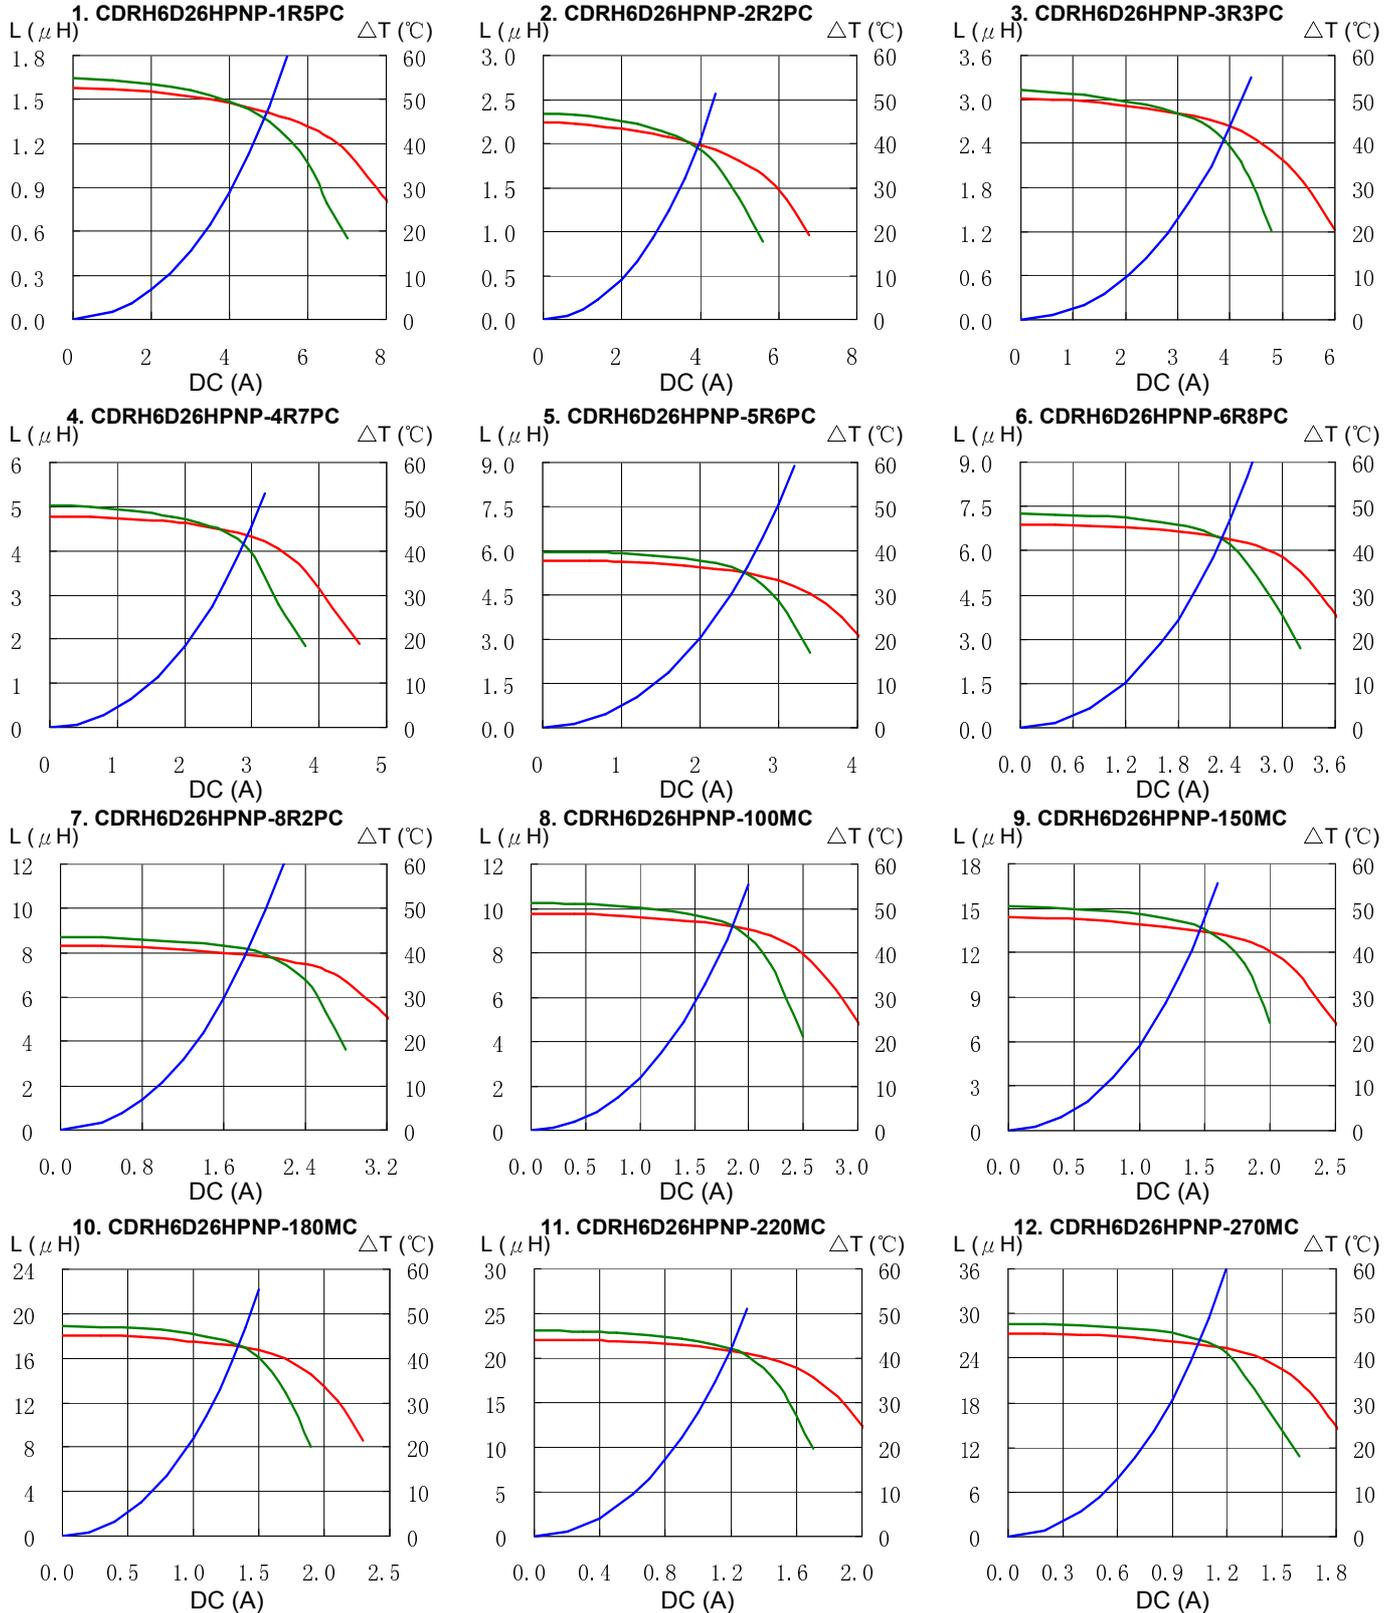 1. CDRH6D26HPNP-1R5PC
L (μH) △T (℃)
1.8 60
1.5 50
1.2 40
0.9 30
0.6 20
0.3 10
0.0 0
0 2 4 6 8
DC (A)
2. CDRH6D26HPNP-2R2PC
L (μH) △T (℃)
3.0 60
2.5 50
2.0 40
1.5 30
1.0 20
0.5 10
0.0 0
0 2 4 6 8
DC (A)
3. CDRH6D26HPNP-3R3PC
L (μH) △T (℃)
3.6 60
3.0 50
2.4 40
1.8 30
1.2 20
0.6 10
0.0 0
0 1 2 3 4 5 6
DC (A)
4. CDRH6D26HPNP-4R7PC
L (μH) △T (℃)
6 60
5 50
4 40
3 30
2 20
1 10
0 0
0 1 2 3 4 5
DC (A)
5. CDRH6D26HPNP-5R6PC
L (μH) △T (℃)
9.0 60
7.5 50
6.0 40
4.5 30
3.0 20
1.5 10
0.0 0
0 1 2 3 4
DC (A)
6. CDRH6D26HPNP-6R8PC
L (μH) △T (℃)
9.0 60
7.5 50
6.0 40
4.5 30
3.0 20
1.5 10
0.0 0
0.0 0.6 1.2 1.8 2.4 3.0 3.6
DC (A)
7. CDRH6D26HPNP-8R2PC
L (μH) △T (℃)
12 60
10 50
8 40
6 30
4 20
2 10
0 0
0.0 0.8 1.6 2.4 3.2
DC (A)
8. CDRH6D26HPNP-100MC
L (μH) △T (℃)
12 60
10 50
8 40
6 30
4 20
2 10
0 0
0.0 0.5 1.0 1.5 2.0 2.5 3.0
DC (A)
9. CDRH6D26HPNP-150MC
L (μH) △T (℃)
18 60
15 50
12 40
9 30
6 20
3 10
0 0
0.0 0.5 1.0 1.5 2.0 2.5
DC (A)
10. CDRH6D26HPNP-180MC
L (μH) △T (℃)
24 60
20 50
16 40
12 30
8 20
4 10
0 0
0.0 0.5 1.0 1.5 2.0 2.5
DC (A)
11. CDRH6D26HPNP-220MC
L (μH) △T (℃)
30 60
25 50
20 40
15 30
10 20
5 10
0 0
0.0 0.4 0.8 1.2 1.6 2.0
DC (A)
12. CDRH6D26HPNP-270MC
L (μH) △T (℃)
36 60
30 50
24 40
18 30
12 20
6 10
0 0
0.0 0.3 0.6 0.9 1.2 1.5 1.8
DC (A)